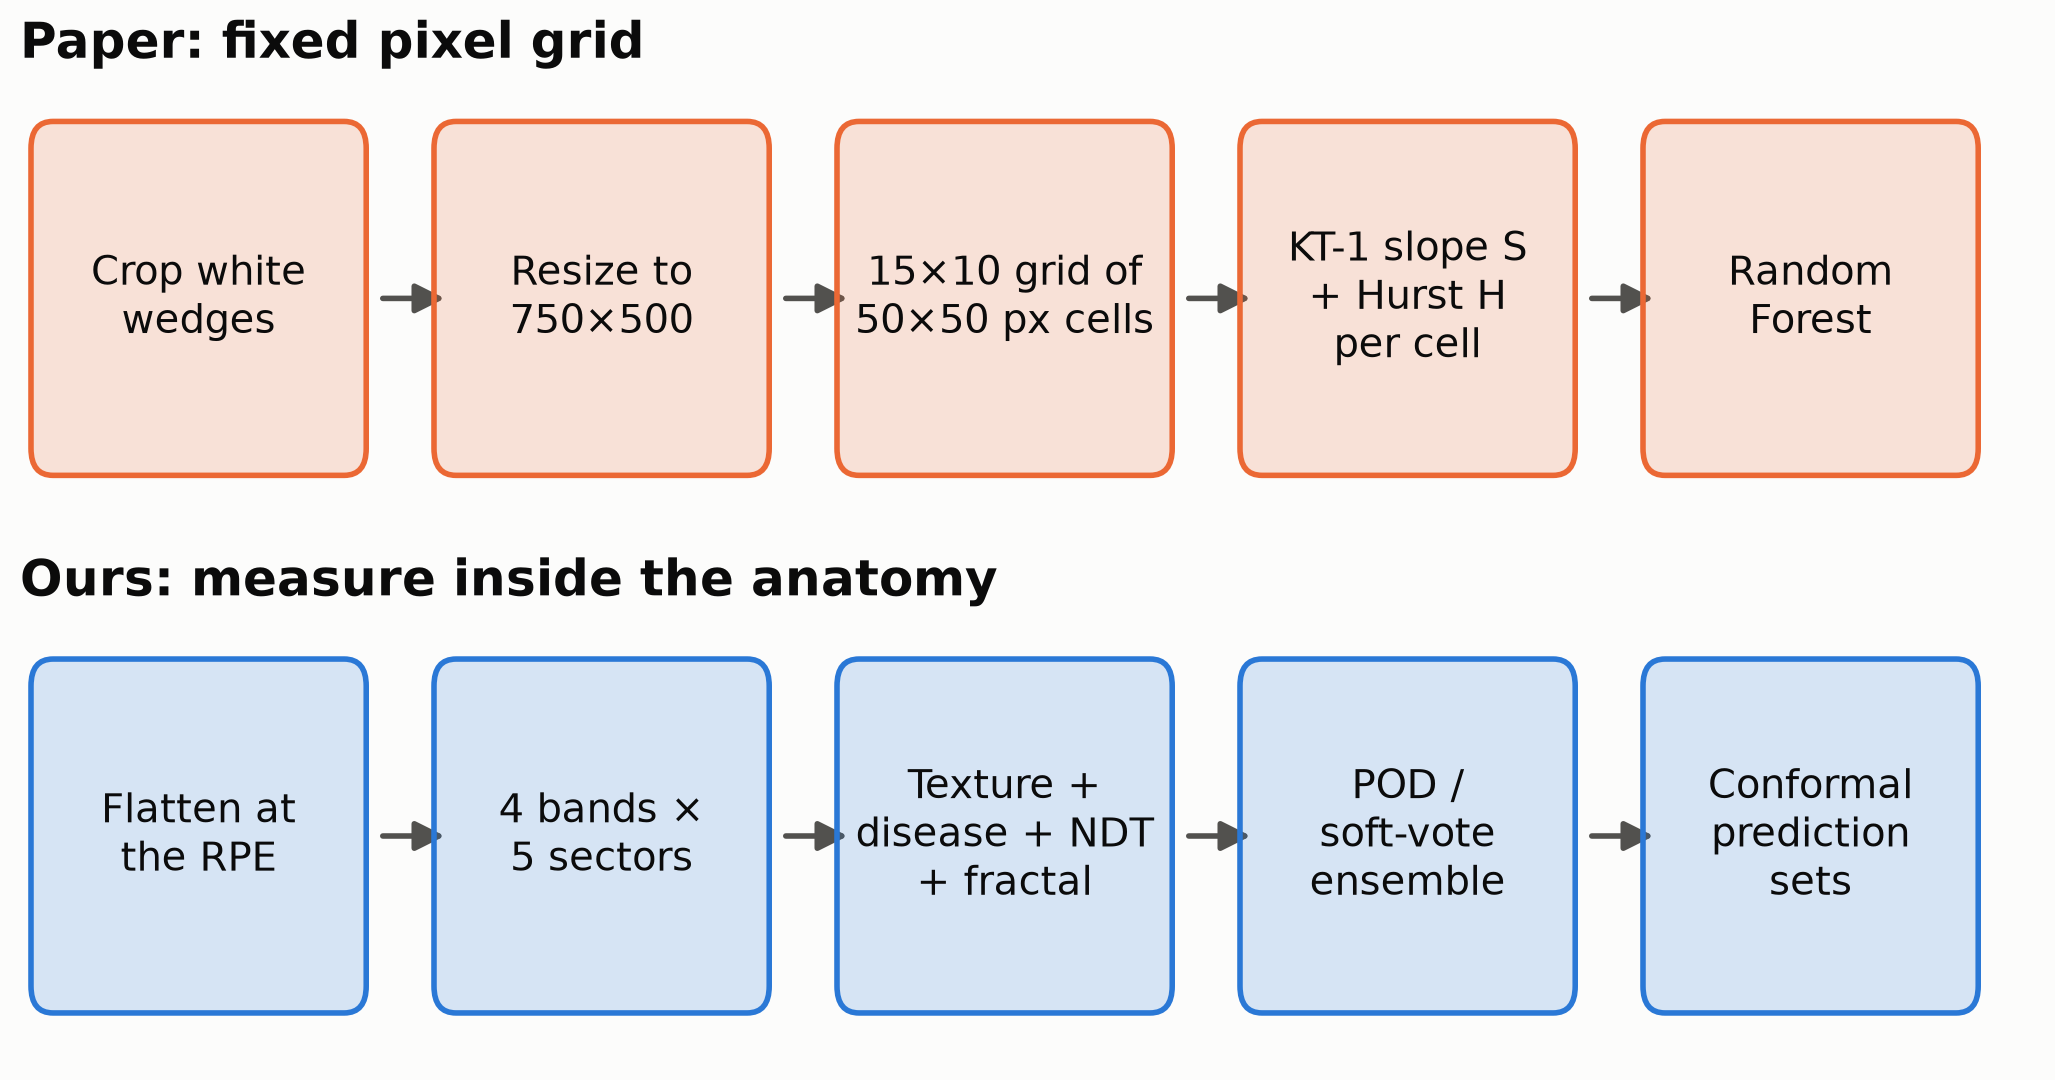 Paper: fixed pixel grid
Crop white
wedges
Resize to
750×500
15×10 grid of
50×50 px cells
KT-1 slope S
+ Hurst H
per cell
Random
Forest
Ours: measure inside the anatomy
Flatten at
the RPE
4 bands ×
5 sectors
Texture +
disease + NDT
+ fractal
POD /
soft-vote
ensemble
Conformal
prediction
sets